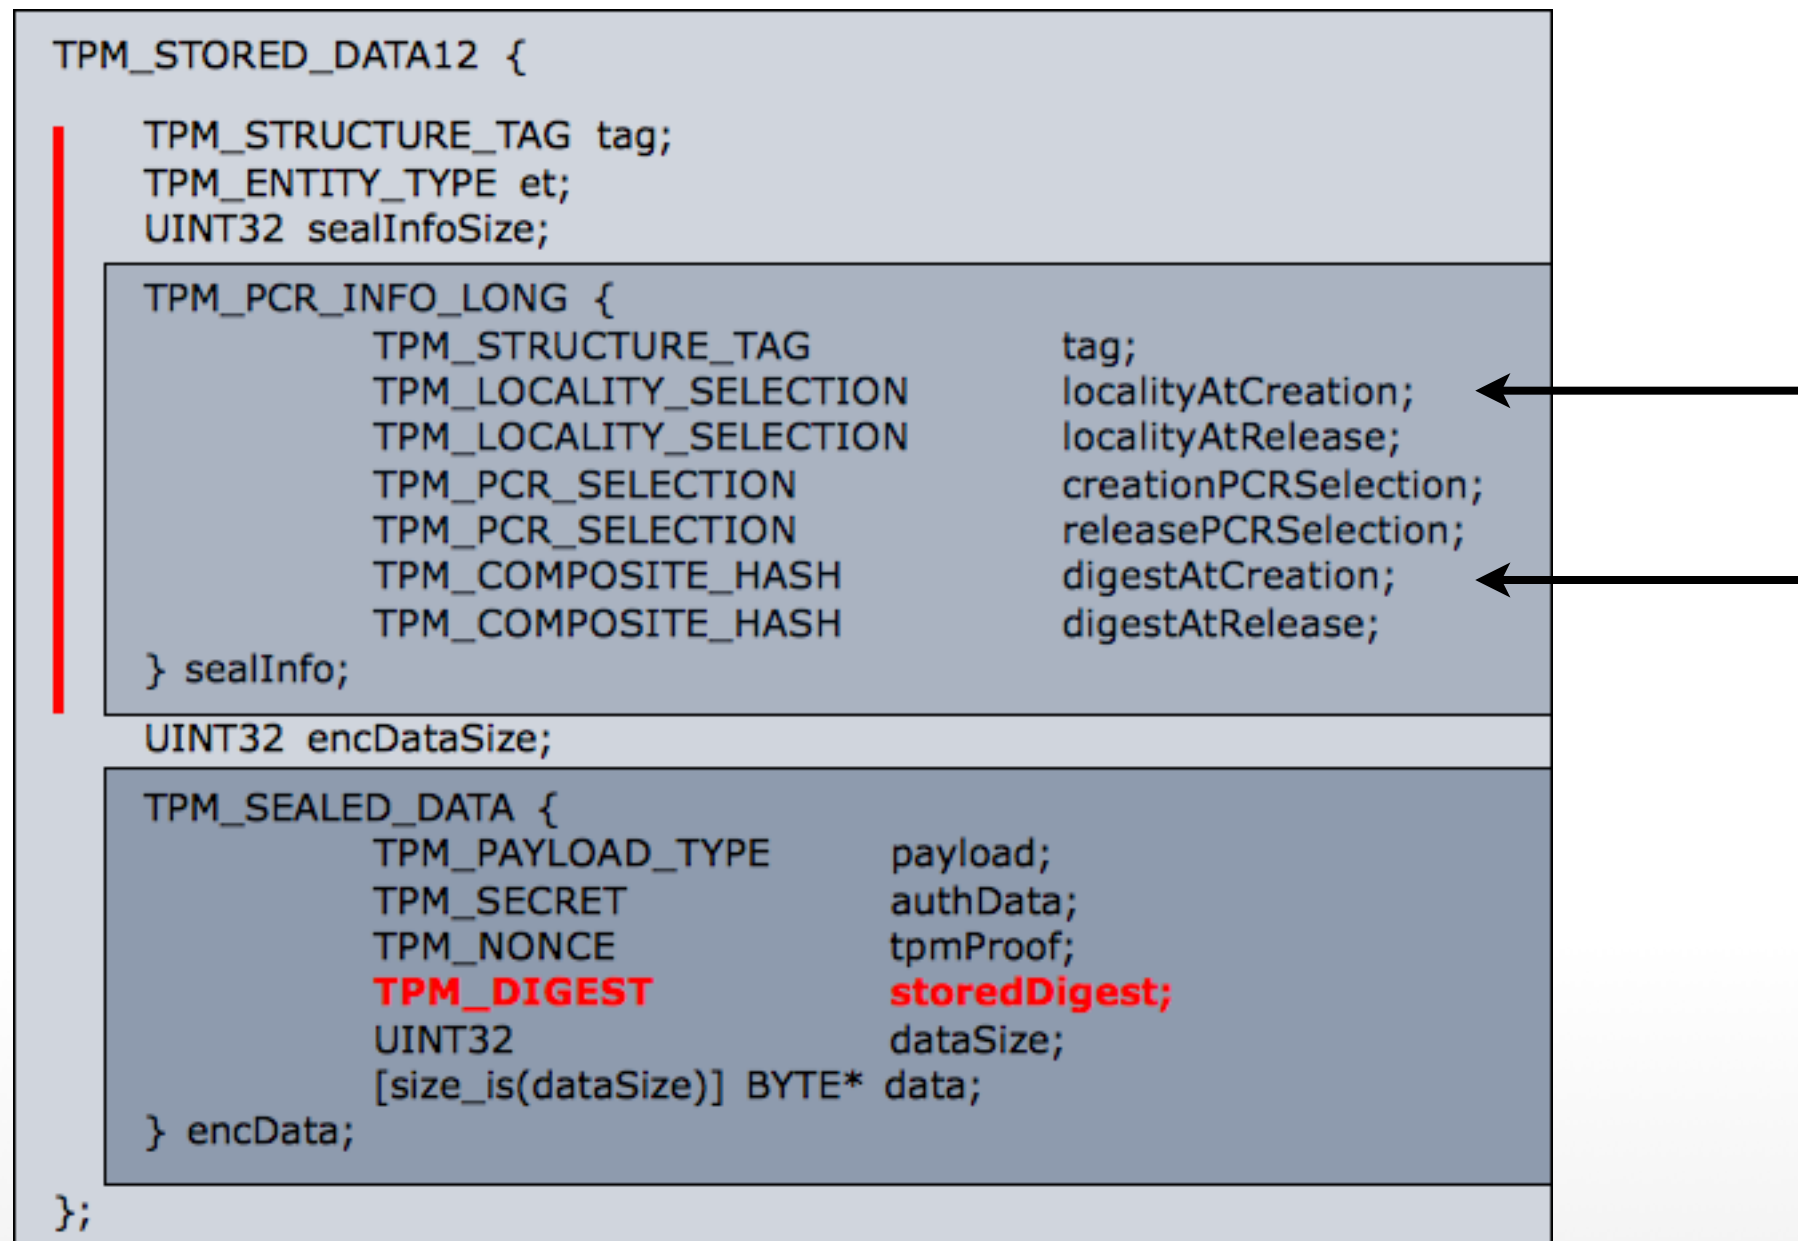 TPM_STORED_DATA12 {
TPM_STRUCTURE_TAG tag;
TPM_ENTITY_TYPE et;
UINT32 sealInfoSize;
TPM_PCR_INFO_LONG {
TPM_STRUCTURE_TAG tag;
TPM_LOCALITY_SELECTION localityAtCreation;
TPM_LOCALITY_SELECTION localityAtRelease;
TPM_PCR_SELECTION creationPCRSelection;
TPM_PCR_SELECTION releasePCRSelection;
TPM_COMPOSITE_HASH digestAtCreation;
TPM_COMPOSITE_HASH digestAtRelease;
} sealInfo;
UINT32 encDataSize;
TPM_SEALED_DATA {
TPM_PAYLOAD_TYPE payload;
TPM_SECRET authData;
TPM_NONCE tpmProof;
TPM_DIGEST storedDigest;
UINT32 dataSize;
[size_is(dataSize)] BYTE* data;
} encData;
};